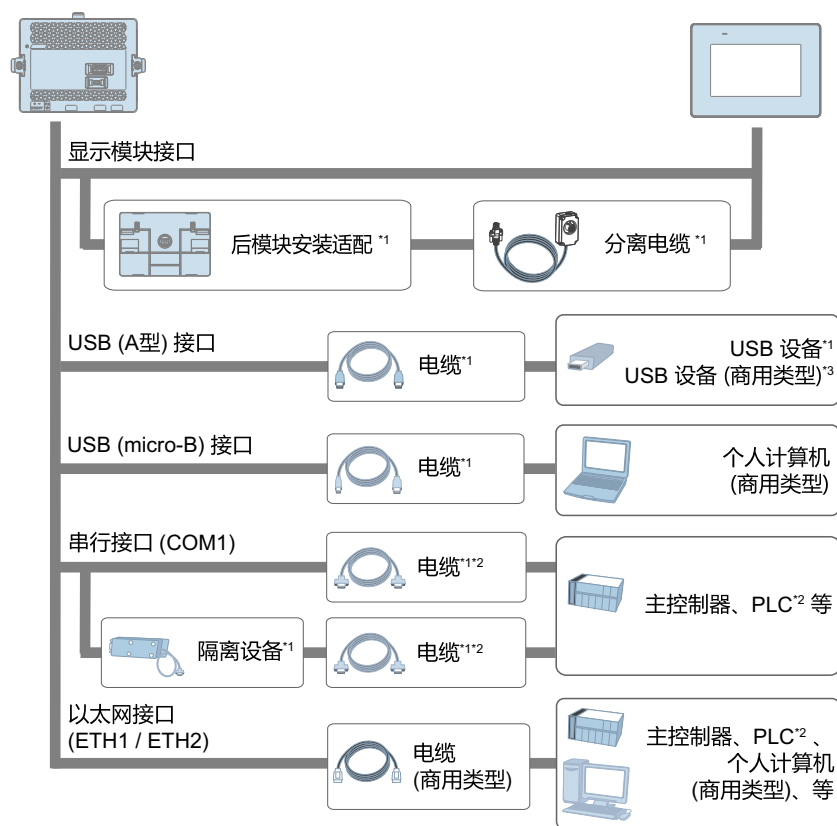 显示模块接口
后模块安装适配 *1
分离电缆 *1
USB (A型) 接口
电缆*1
USB 设备*1
USB 设备 (商用类型)*3
USB (micro-B) 接口
电缆*1
个人计算机
(商用类型)
串行接口 (COM1)
电缆*1*2
主控制器、PLC*2 等
隔离设备*1
电缆*1*2
以太网接口
(ETH1 / ETH2)
电缆
(商用类型)
主控制器、PLC*2 、
个人计算机
(商用类型)、等